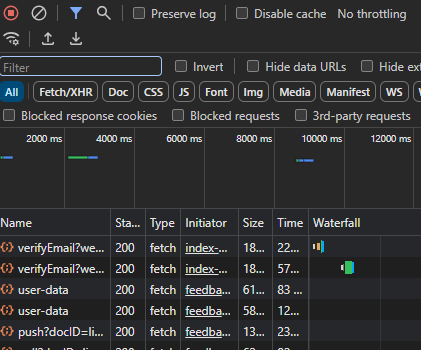 Preserve log Disable cache No throttling
Filter Invert Hide data URLs Hide ext
All Fetch/XHR Doc CSS JS Font Img Media Manifest WS
Blocked response cookies Blocked requests 3rd-party requests
2000 ms 4000 ms 6000 ms 8000 ms 10000 ms 12000 ms
Name Sta... Type Initiator Size Time Waterfall
verifyEmail?we... 200 fetch index-... 18... 22...
verifyEmail?we... 200 fetch index-... 18... 57...
user-data 200 fetch feedba... 61... 83 ...
user-data 200 fetch feedba... 58... 12...
push?docID=li... 200 fetch feedba... 13... 23...